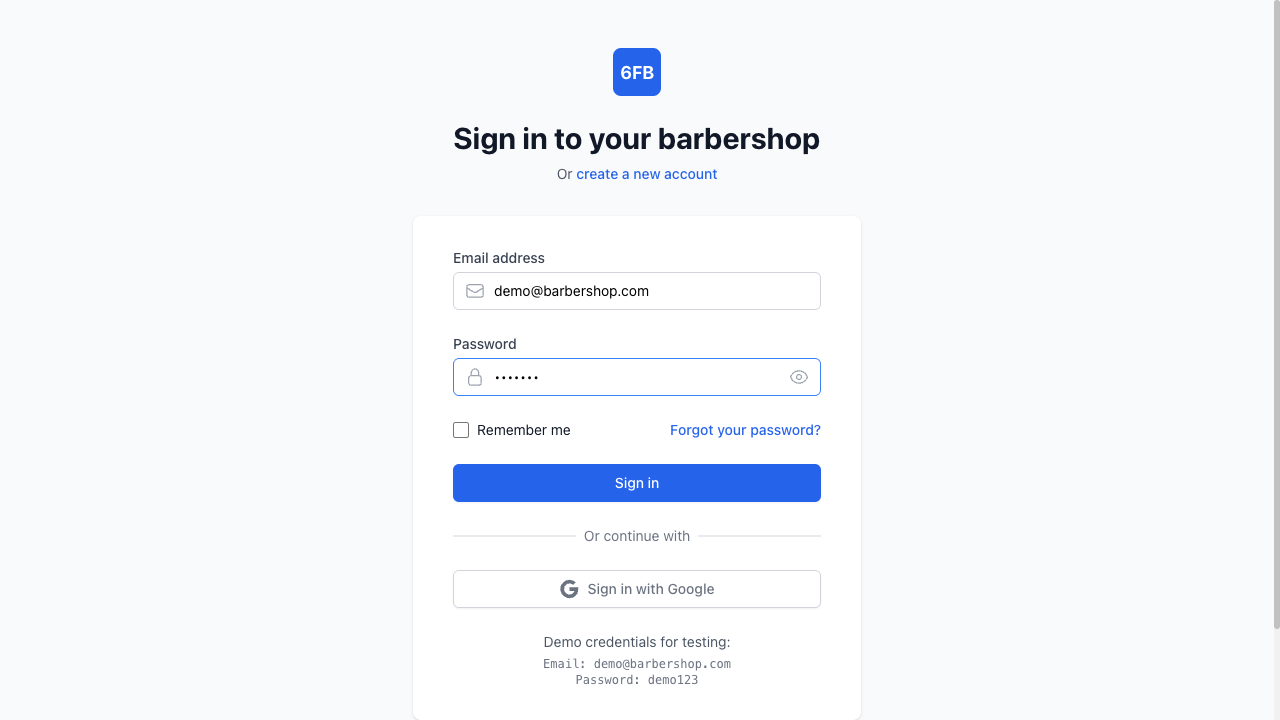 6FB
Sign in to your barbershop
Or create a new account
Email address
demo@barbershop.com
Password
•••••••
Remember me Forgot your password?
Sign in
Or continue with
Sign in with Google
Demo credentials for testing:
Email: demo@barbershop.com
Password: demo123